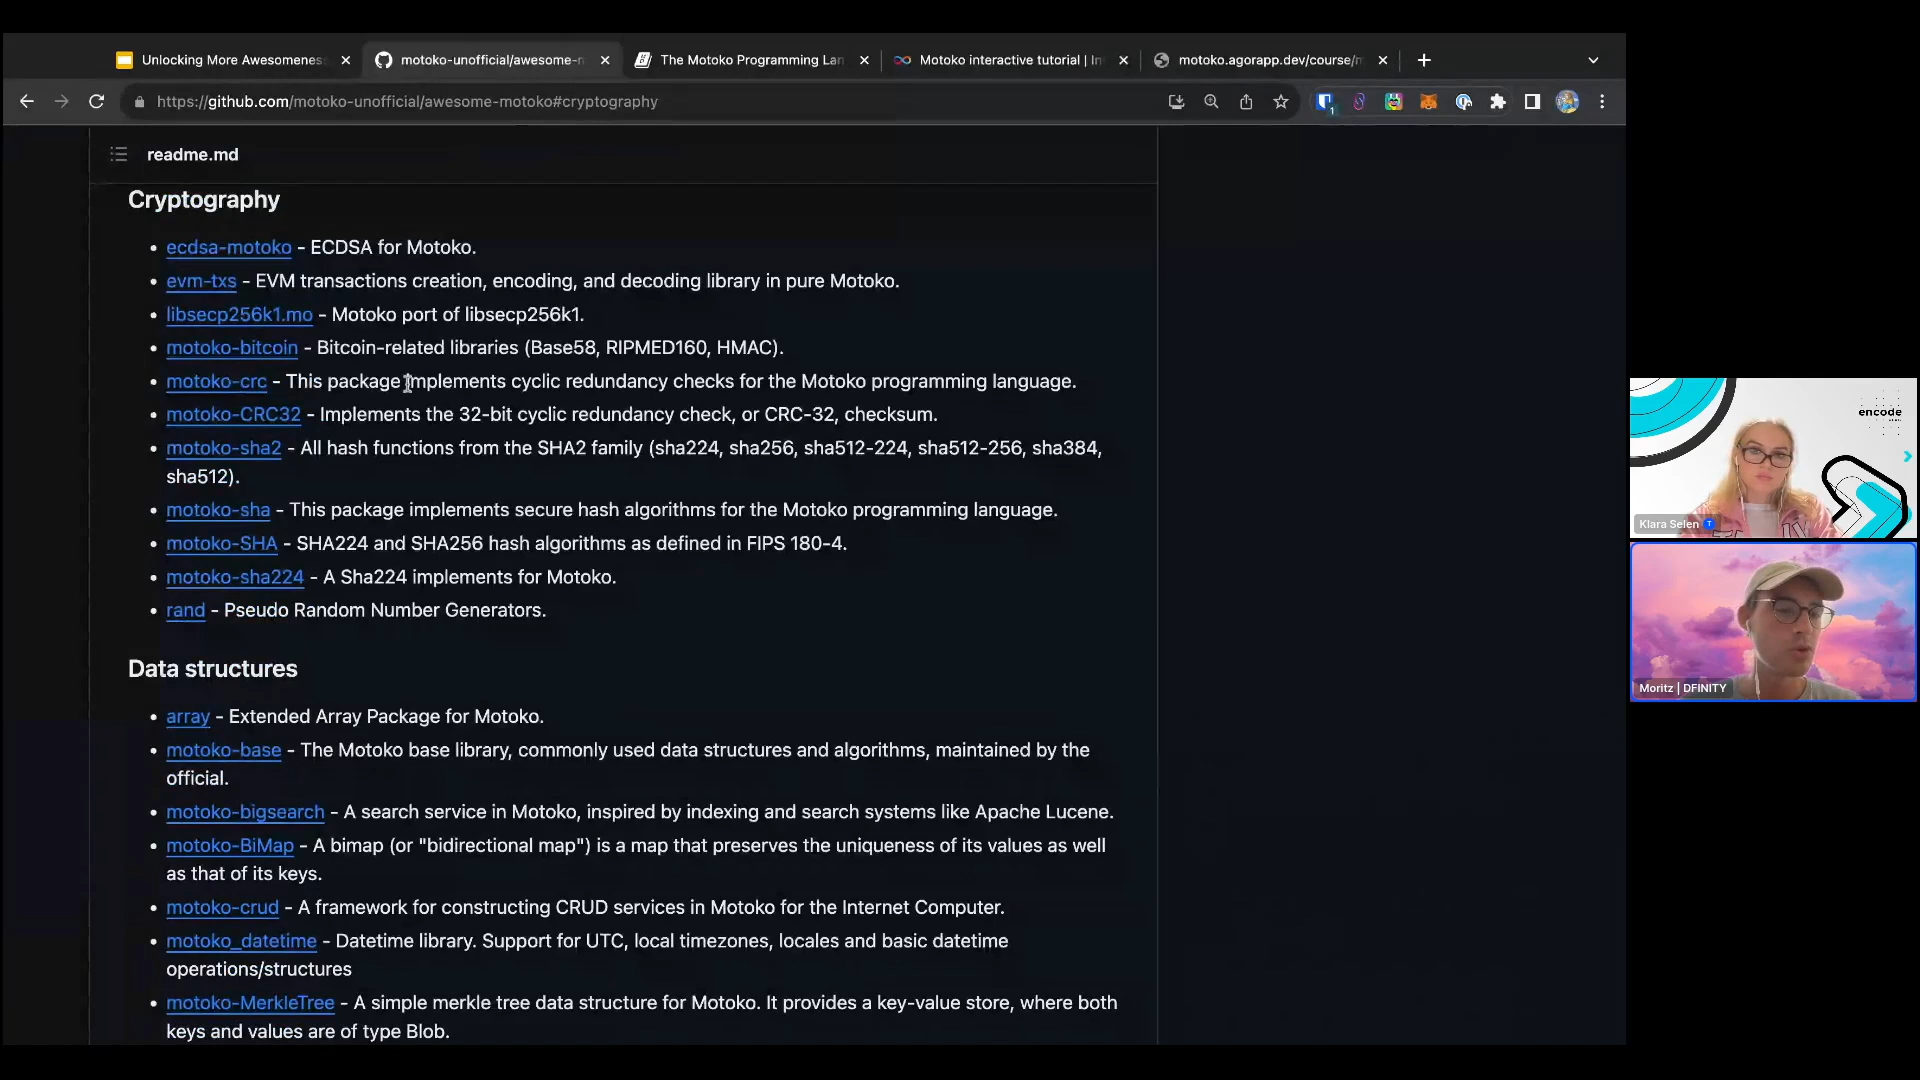 Unlocking More Awesomenes
motoko-unofficial/awesome-n
The Motoko Programming Lan
Motoko interactive tutorial | In
motoko.agorapp.dev/course/m
https://github.com/motoko-unofficial/awesome-motoko#cryptography
1
readme.md
Cryptography
ecdsa-motoko - ECDSA for Motoko.
evm-txs - EVM transactions creation, encoding, and decoding library in pure Motoko.
libsecp256k1.mo - Motoko port of libsecp256k1.
motoko-bitcoin - Bitcoin-related libraries (Base58, RIPMED160, HMAC).
motoko-crc - This package implements cyclic redundancy checks for the Motoko programming language.
motoko-CRC32 - Implements the 32-bit cyclic redundancy check, or CRC-32, checksum.
motoko-sha2 - All hash functions from the SHA2 family (sha224, sha256, sha512-224, sha512-256, sha384,
sha512).
motoko-sha - This package implements secure hash algorithms for the Motoko programming language.
motoko-SHA - SHA224 and SHA256 hash algorithms as defined in FIPS 180-4.
motoko-sha224 - A Sha224 implements for Motoko.
rand - Pseudo Random Number Generators.
Data structures
array - Extended Array Package for Motoko.
motoko-base - The Motoko base library, commonly used data structures and algorithms, maintained by the
official.
motoko-bigsearch - A search service in Motoko, inspired by indexing and search systems like Apache Lucene.
motoko-BiMap - A bimap (or "bidirectional map") is a map that preserves the uniqueness of its values as well
as that of its keys.
motoko-crud - A framework for constructing CRUD services in Motoko for the Internet Computer.
motoko_datetime - Datetime library. Support for UTC, local timezones, locales and basic datetime
operations/structures
motoko-MerkleTree - A simple merkle tree data structure for Motoko. It provides a key-value store, where both
keys and values are of type Blob.
encode
Klara Selen
Moritz | DFINITY